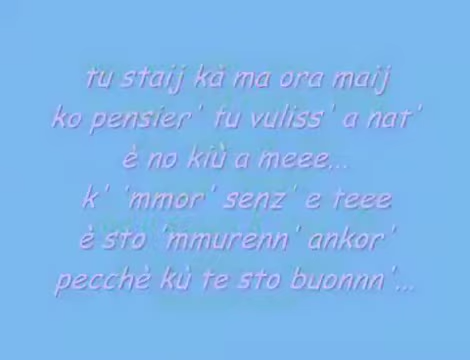 tu staij kà ma ora maij
ko pensier' tu vuliss' a nat'
è no kiù a meee...
k' 'mmor' senz' e teee
è sto 'mmurenn' ankor'
pecchè kù te sto buonnn'...